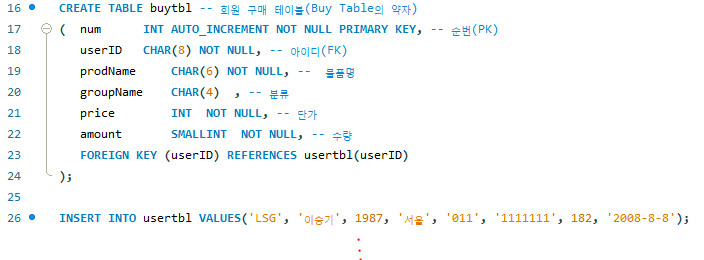 16 CREATE TABLE buytbl -- 회원 구매 테이블(Buy Table의 약자)
17 ( num INT AUTO_INCREMENT NOT NULL PRIMARY KEY, -- 순번(PK)
18 userID CHAR(8) NOT NULL, -- 아이디(FK)
19 prodName CHAR(6) NOT NULL, -- 물품명
20 groupName CHAR(4) , -- 분류
21 price INT NOT NULL, -- 단가
22 amount SMALLINT NOT NULL, -- 수량
23 FOREIGN KEY (userID) REFERENCES usertbl(userID)
24 );
25
26 INSERT INTO usertbl VALUES('LSG', '이승기', 1987, '서울', '011', '1111111', 182, '2008-8-8');